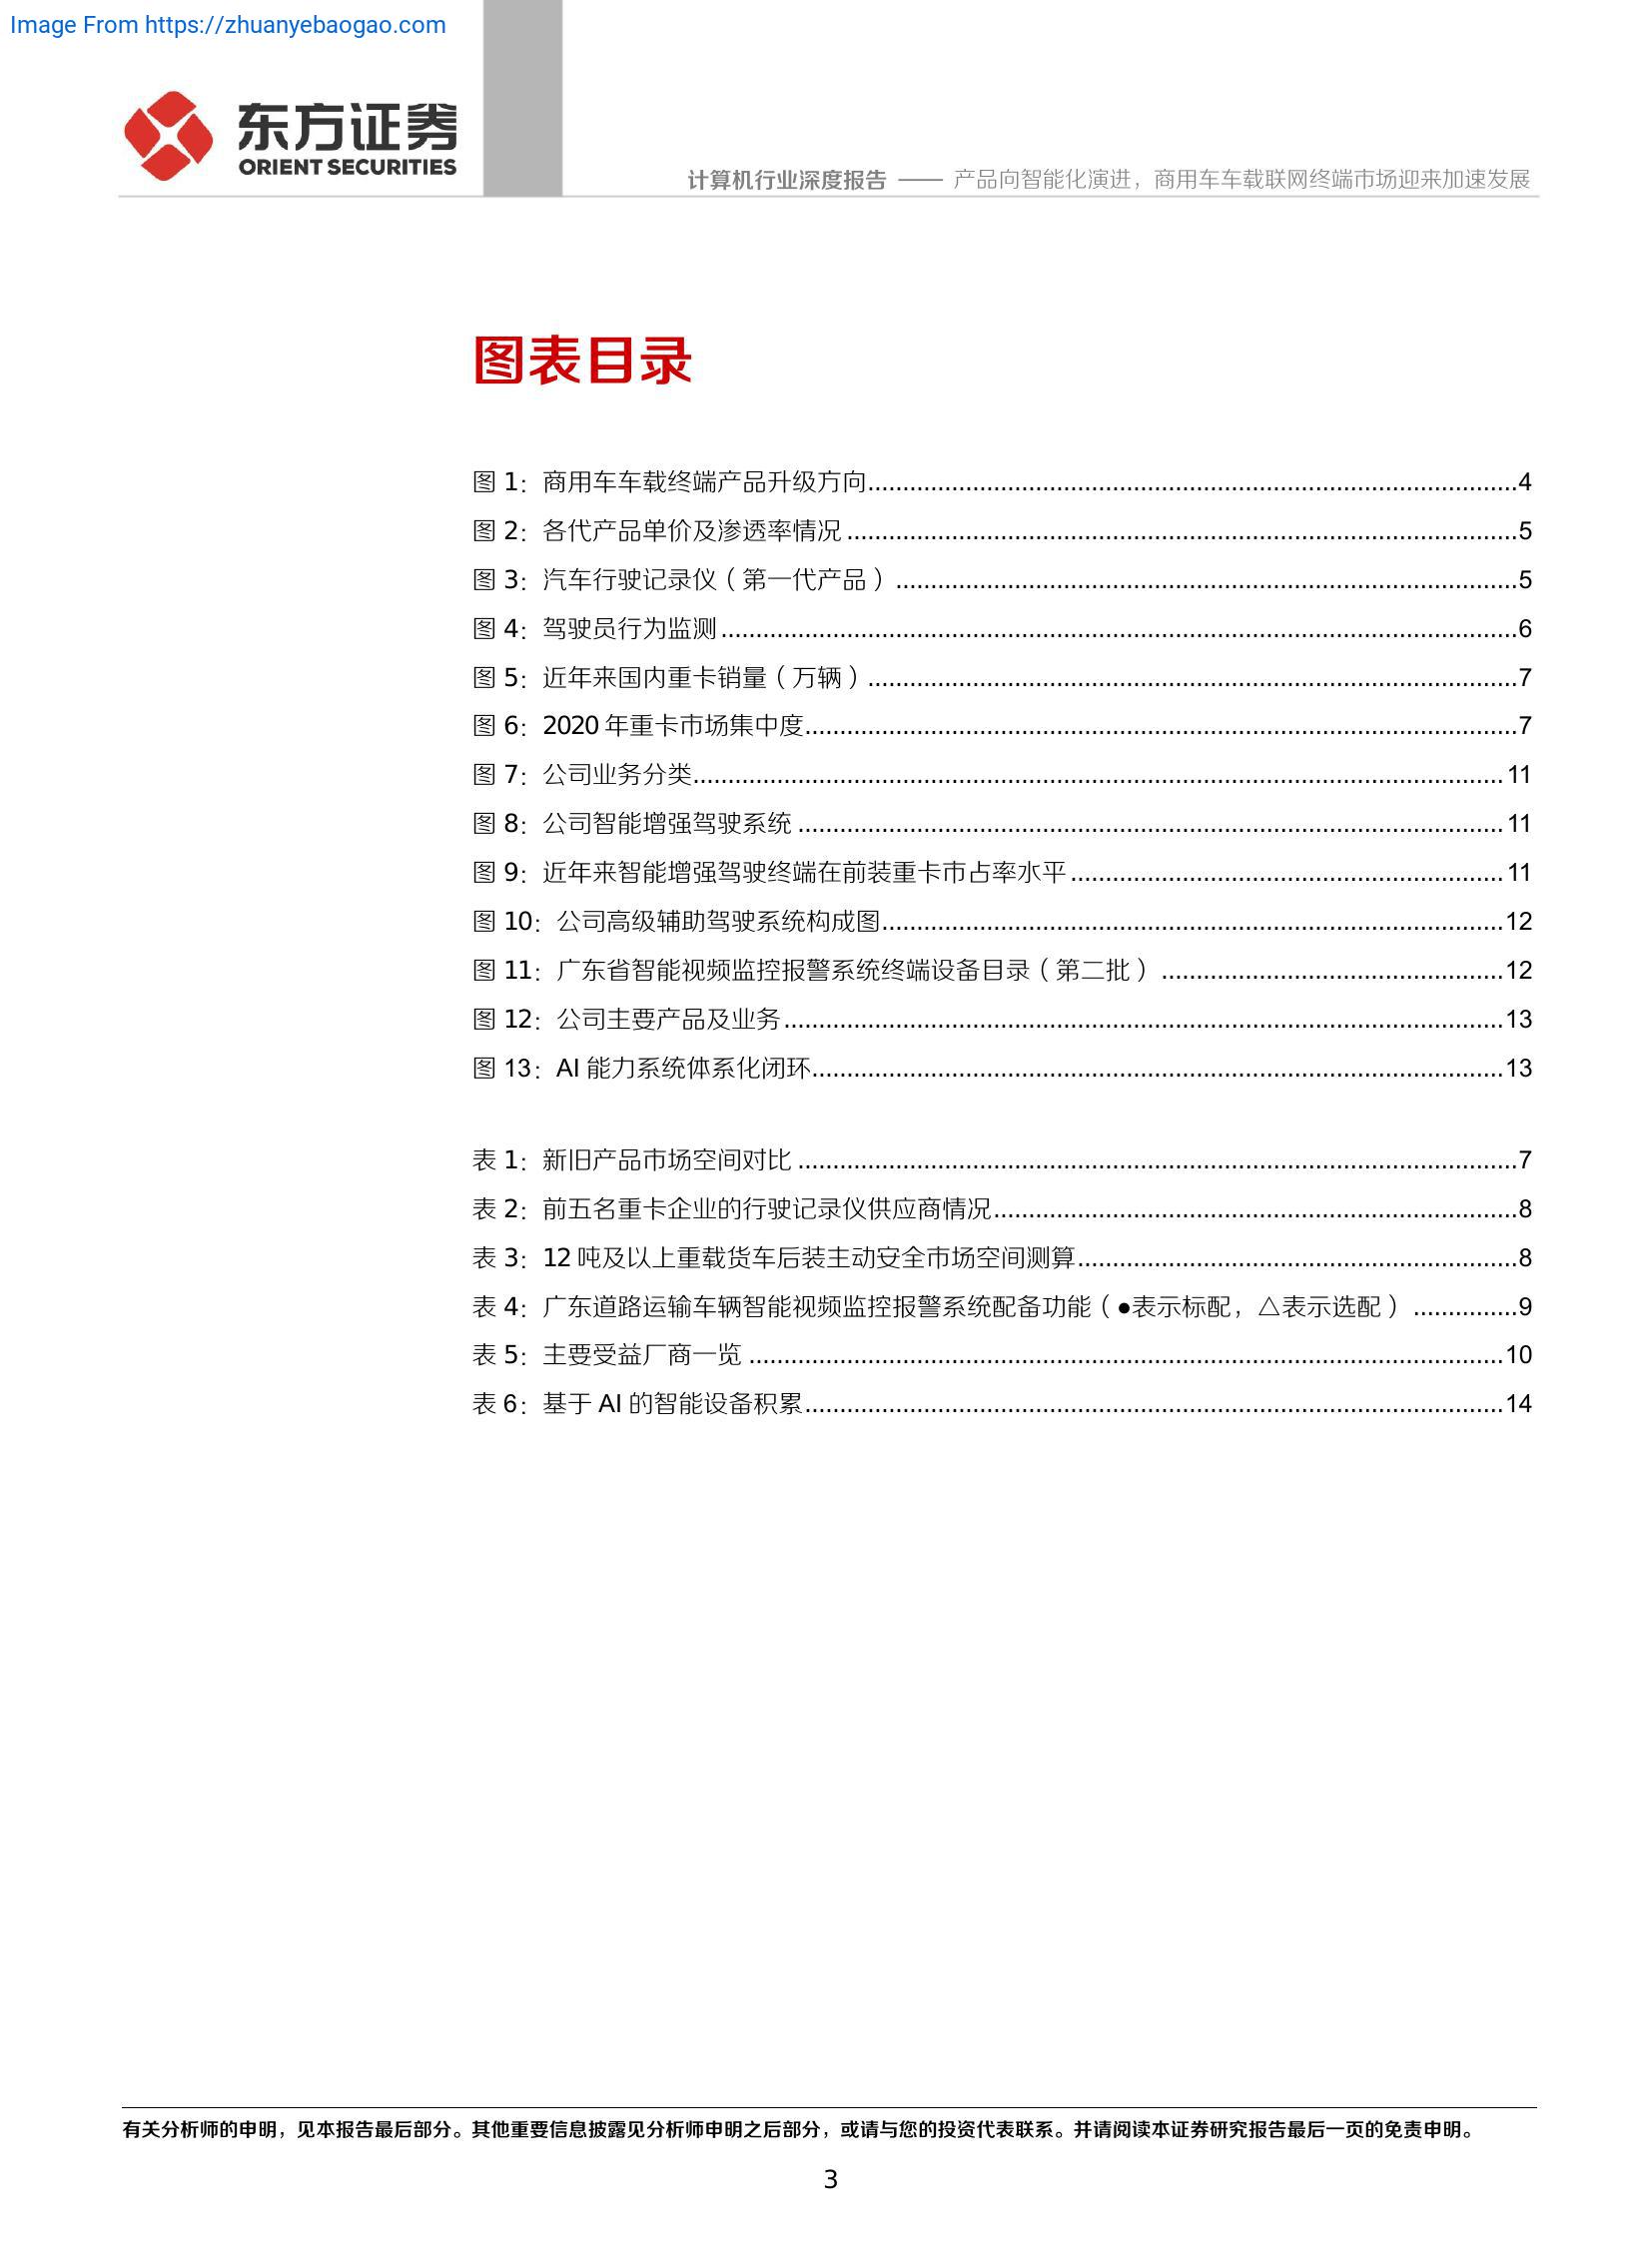 Image From https://zhuanyebaogao.com
东方证券
ORIENT SECURITIES
计算机行业深度报告 —— 产品向智能化演进，商用车车载联网终端市场迎来加速发展
图表目录
图 1：商用车车载终端产品升级方向....................4
图 2：各代产品单价及渗透率情况....................5
图 3：汽车行驶记录仪（第一代产品）....................5
图 4：驾驶员行为监测....................6
图 5：近年来国内重卡销量（万辆）....................7
图 6：2020 年重卡市场集中度....................7
图 7：公司业务分类....................11
图 8：公司智能增强驾驶系统....................11
图 9：近年来智能增强驾驶终端在前装重卡市占率水平....................11
图 10：公司高级辅助驾驶系统构成图....................12
图 11：广东省智能视频监控报警系统终端设备目录（第二批）....................12
图 12：公司主要产品及业务....................13
图 13：AI 能力系统体系化闭环....................13
表 1：新旧产品市场空间对比....................7
表 2：前五名重卡企业的行驶记录仪供应商情况....................8
表 3：12 吨及以上重载货车后装主动安全市场空间测算....................8
表 4：广东道路运输车辆智能视频监控报警系统配备功能（●表示标配，△表示选配）...............9
表 5：主要受益厂商一览....................10
表 6：基于 AI 的智能设备积累....................14
有关分析师的申明，见本报告最后部分。其他重要信息披露见分析师申明之后部分，或请与您的投资代表联系。并请阅读本证券研究报告最后一页的免责申明。
3